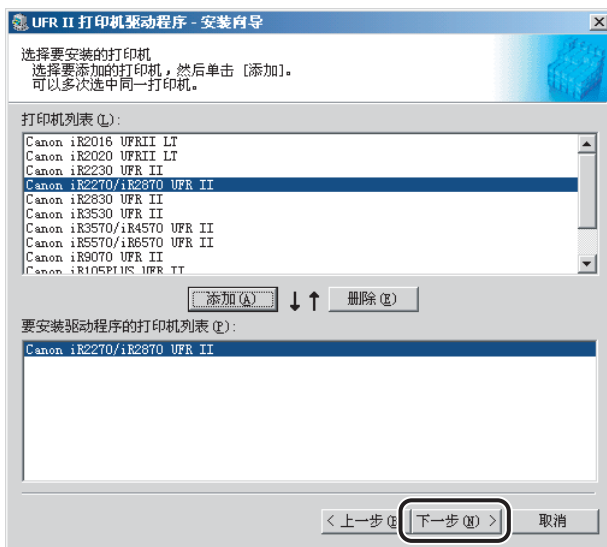 UFR II 打印机驱动程序 - 安装向导
选择要安装的打印机
选择要添加的打印机，然后单击 [添加]。
可以多次选中同一打印机。
打印机列表(L):
Canon iR2016 UFRII LT
Canon iR2020 UFRII LT
Canon iR2230 UFR II
Canon iR2270/iR2870 UFR II
Canon iR2830 UFR II
Canon iR3530 UFR II
Canon iR3570/iR4570 UFR II
Canon iR5570/iR6570 UFR II
Canon iR9070 UFR II
Canon iR105PLUS UFR II
添加(A) ↓↑ 删除(E)
要安装驱动程序的打印机列表(P):
Canon iR2270/iR2870 UFR II
< 上一步(B 下一步(N) > 取消